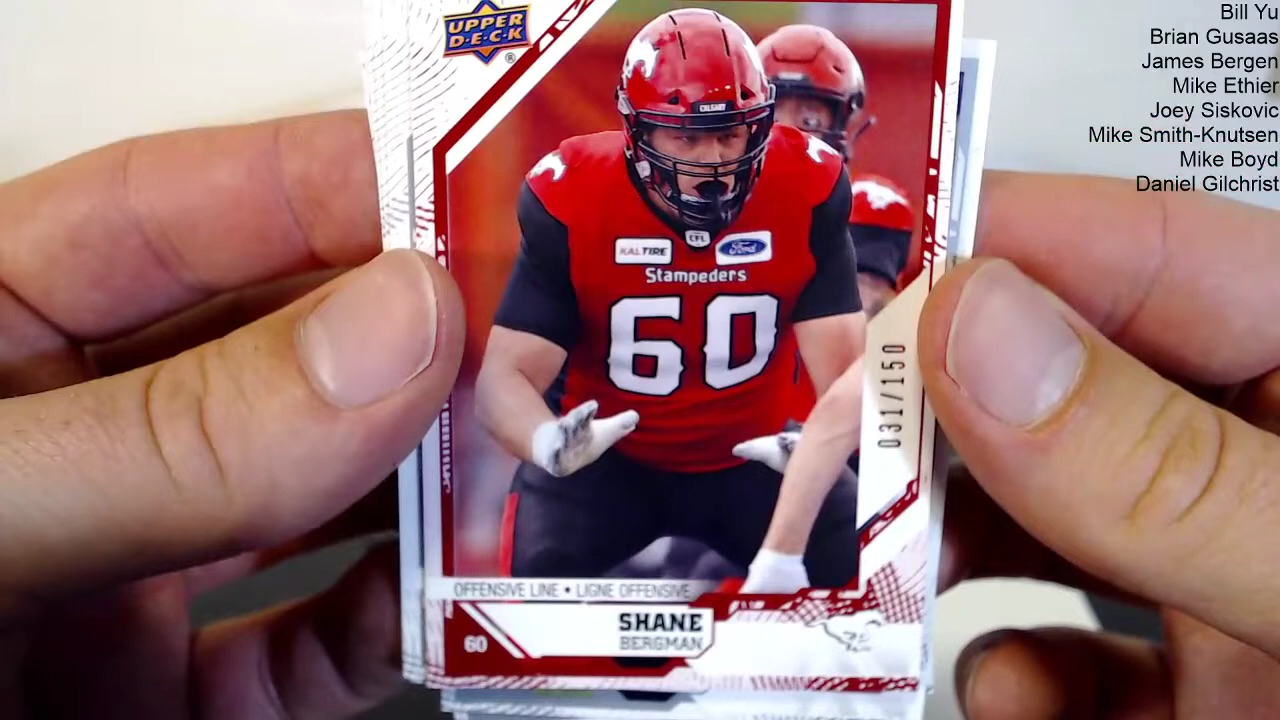 Bill Yu
Brian Gusaas
James Bergen
Mike Ethier
Joey Siskovic
Mike Smith-Knutsen
Mike Boyd
Daniel Gilchrist
UPPER
D•E•C•K
®
CALGARY
CFL
KALTIRE
Ford
Stampeders
60
031/150
OFFENSIVE LINE • LIGNE OFFENSIVE
SHANE
BERGMAN
60